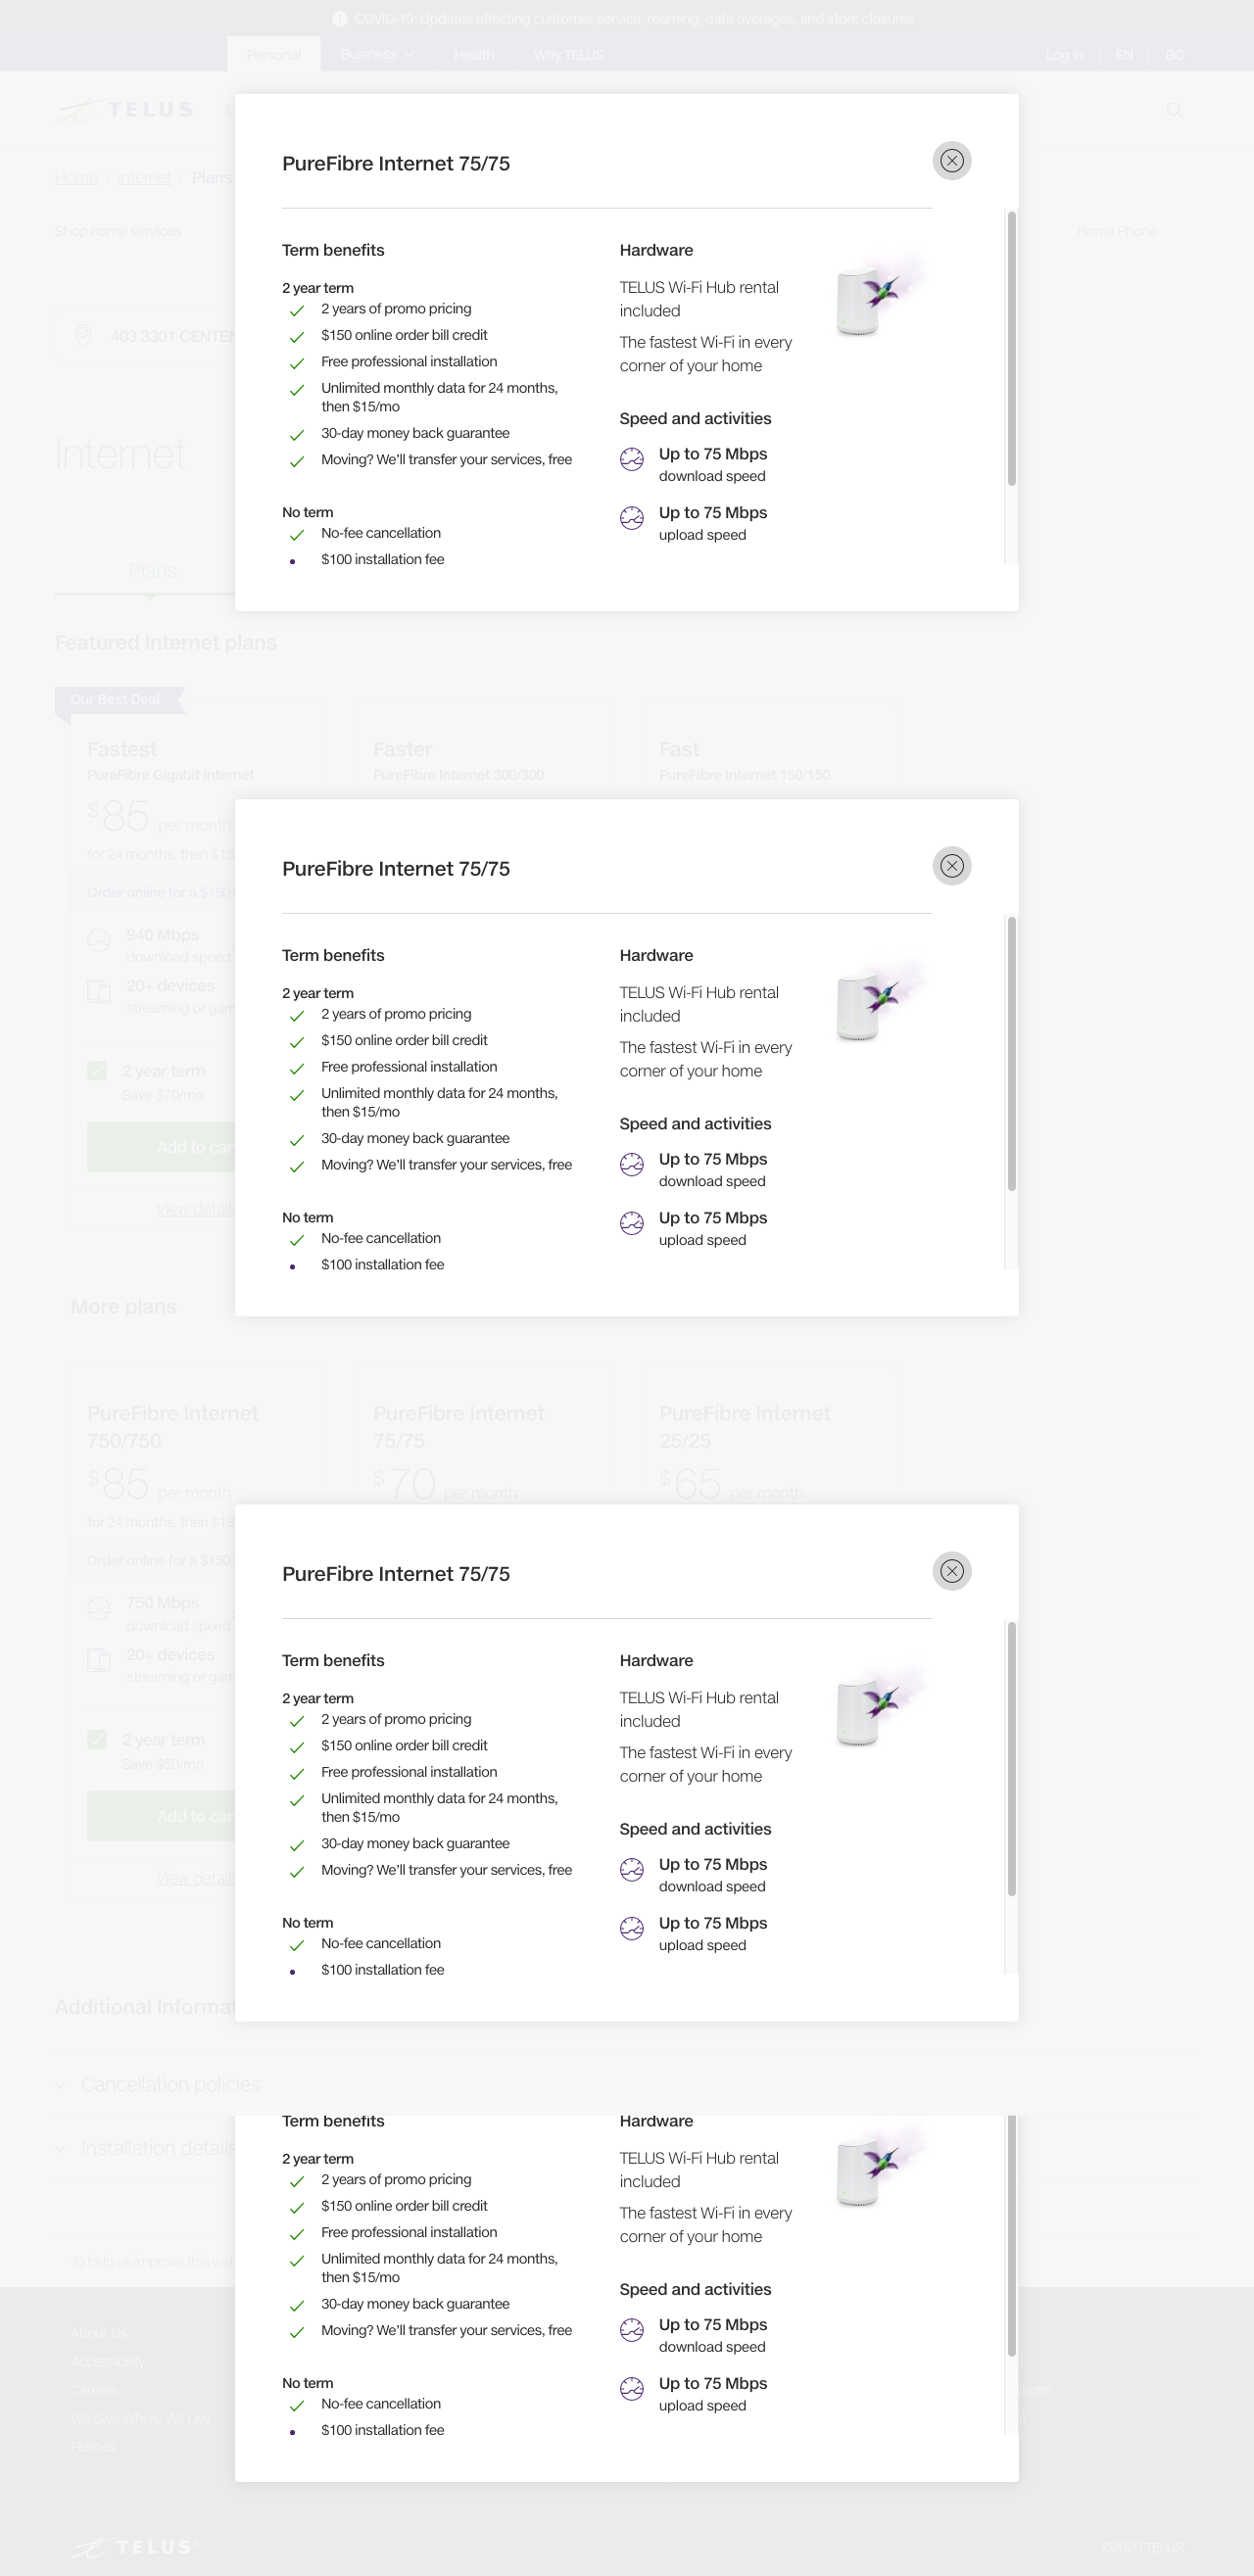 COVID-19: Updates affecting customer service, roaming, data overages, and store closures
Personal
Business
Health
Why TELUS
Log in
EN
BC
TELUS
Home / Internet / Plans
Shop home services
Home Phone
403 3301
Internet
Plans
PureFibre Internet 75/75
Term benefits
2 year term
2 years of promo pricing
$150 online order bill credit
Free professional installation
Unlimited monthly data for 24 months,
then $15/mo
30-day money back guarantee
Moving? We'll transfer your services, free
No term
No-fee cancellation
$100 installation fee
Hardware
TELUS Wi-Fi Hub rental
included
The fastest Wi-Fi in every
corner of your home
Speed and activities
Up to 75 Mbps
download speed
Up to 75 Mbps
upload speed
Featured Internet plans
Our Best Deal
Fastest
PureFibre Gigabit Internet
$85 per month
for 24 months, then $15
Order online for a $150
940 Mbps
download speed
20+ devices
streaming or
2 year term
Save $70/mo
Add to
View details
Faster
PureFibre Internet 300/300
Fast
PureFibre Internet 150/150
PureFibre Internet 75/75
Term benefits
2 year term
2 years of promo pricing
$150 online order bill credit
Free professional installation
Unlimited monthly data for 24 months,
then $15/mo
30-day money back guarantee
Moving? We'll transfer your services, free
No term
No-fee cancellation
$100 installation fee
Hardware
TELUS Wi-Fi Hub rental
included
The fastest Wi-Fi in every
corner of your home
Speed and activities
Up to 75 Mbps
download speed
Up to 75 Mbps
upload speed
More plans
PureFibre Internet
750/750
$85 per month
for 24 months, then $13
Order online for a $150
750 Mbps
download speed
20+ devices
streaming or
2 year term
Save $50/mo
Add to
View details
PureFibre Internet
75/75
$70 per month
PureFibre Internet
25/25
$65 per month
PureFibre Internet 75/75
Term benefits
2 year term
2 years of promo pricing
$150 online order bill credit
Free professional installation
Unlimited monthly data for 24 months,
then $15/mo
30-day money back guarantee
Moving? We'll transfer your services, free
No term
No-fee cancellation
$100 installation fee
Hardware
TELUS Wi-Fi Hub rental
included
The fastest Wi-Fi in every
corner of your home
Speed and activities
Up to 75 Mbps
download speed
Up to 75 Mbps
upload speed
Additional
Cancellation policies
Installation details
To help us improve this
Term benefits
2 year term
2 years of promo pricing
$150 online order bill credit
Free professional installation
Unlimited monthly data for 24 months,
then $15/mo
30-day money back guarantee
Moving? We'll transfer your services, free
No term
No-fee cancellation
$100 installation fee
Hardware
TELUS Wi-Fi Hub rental
included
The fastest Wi-Fi in every
corner of your home
Speed and activities
Up to 75 Mbps
download speed
Up to 75 Mbps
upload speed
About Us
Accessibility
Careers
We Give Where We Live
Policies
TELUS
©2020 TELUS